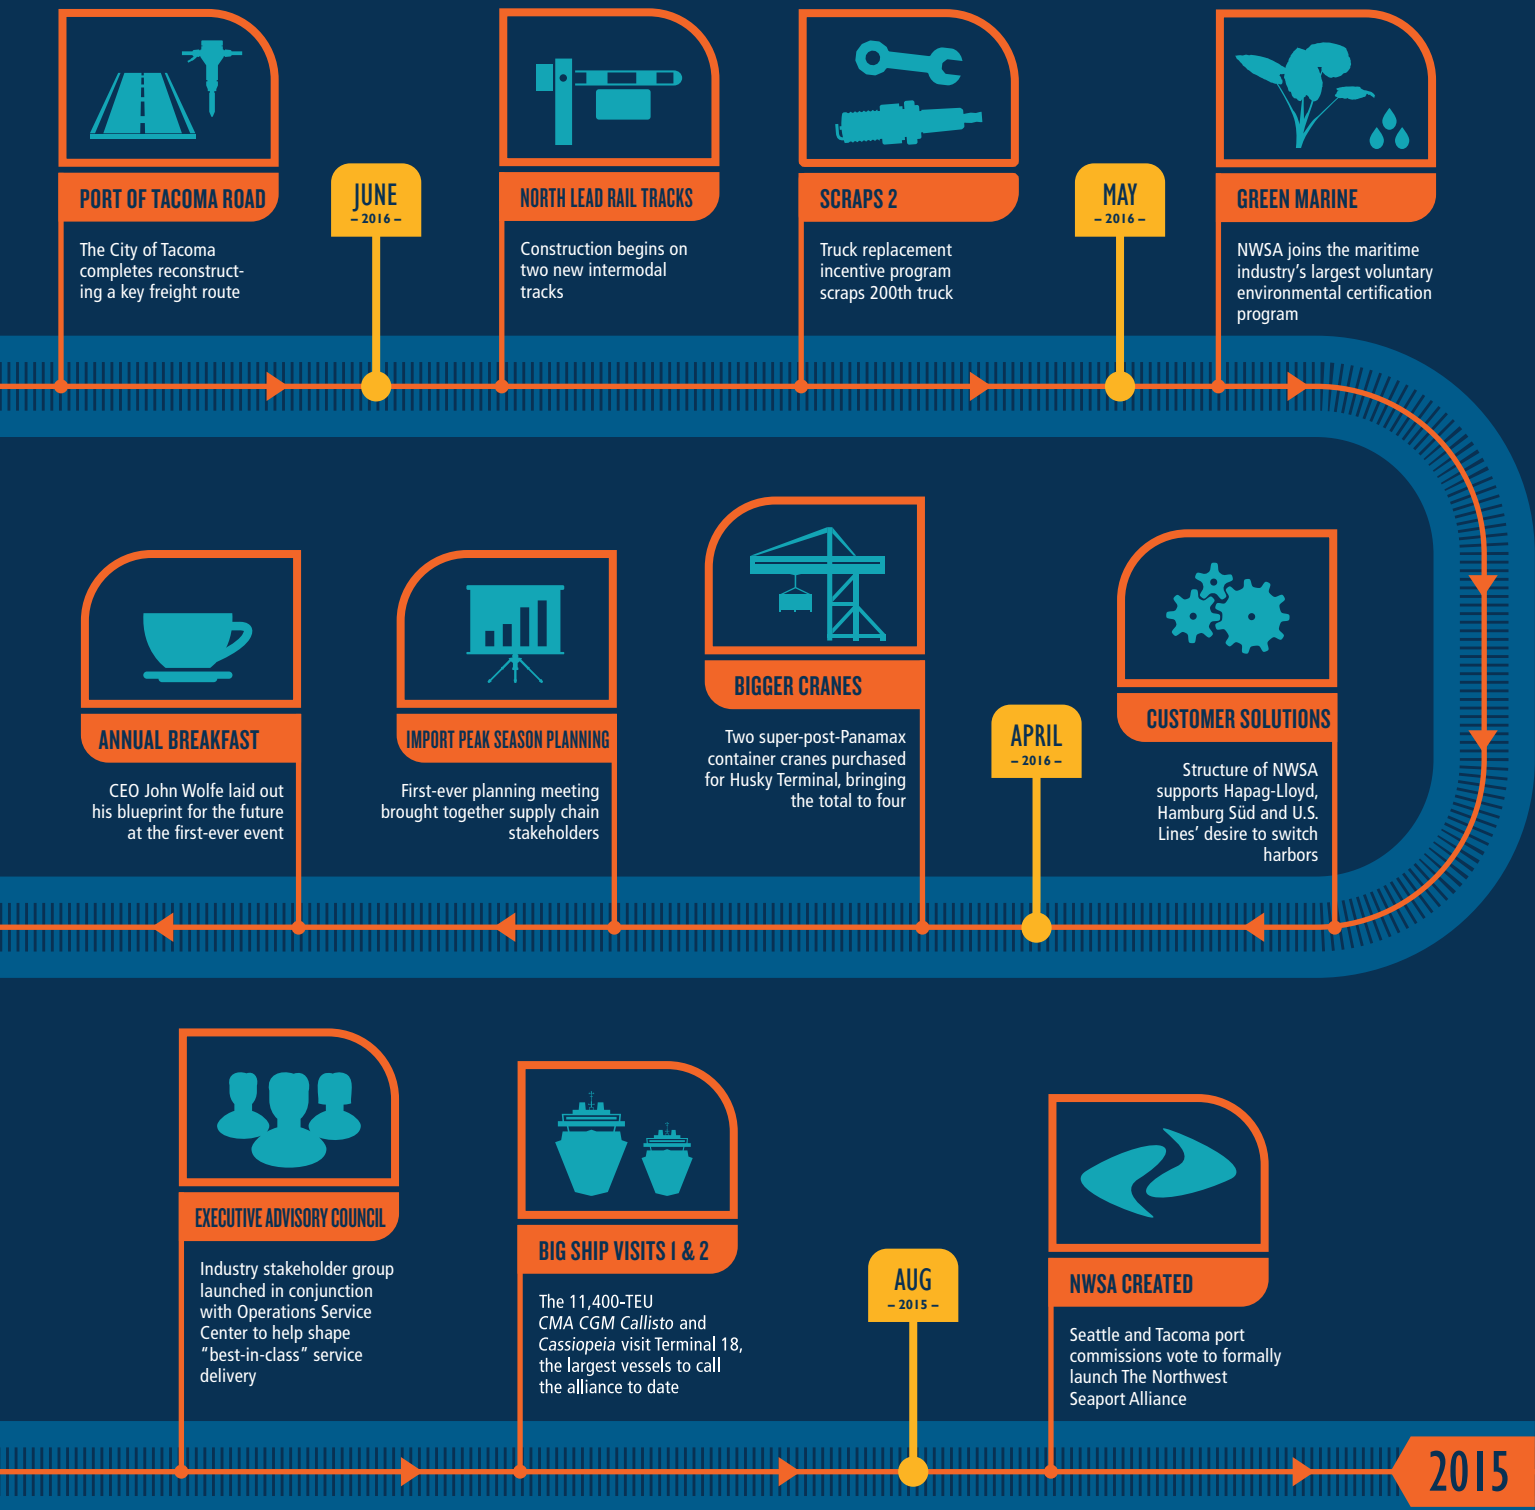 PORT OF TACOMA ROAD
The City of Tacoma
completes reconstruct-
ing a key freight route
JUNE
– 2016 –
NORTH LEAD RAIL TRACKS
Construction begins on
two new intermodal
tracks
SCRAPS 2
Truck replacement
incentive program
scraps 200th truck
MAY
– 2016 –
GREEN MARINE
NWSA joins the maritime
industry’s largest voluntary
environmental certification
program
ANNUAL BREAKFAST
CEO John Wolfe laid out
his blueprint for the future
at the first-ever event
IMPORT PEAK SEASON PLANNING
First-ever planning meeting
brought together supply chain
stakeholders
BIGGER CRANES
Two super-post-Panamax
container cranes purchased
for Husky Terminal, bringing
the total to four
APRIL
– 2016 –
CUSTOMER SOLUTIONS
Structure of NWSA
supports Hapag-Lloyd,
Hamburg Süd and U.S.
Lines’ desire to switch
harbors
EXECUTIVE ADVISORY COUNCIL
Industry stakeholder group
launched in conjunction
with Operations Service
Center to help shape
“best-in-class” service
delivery
BIG SHIP VISITS 1 & 2
The 11,400-TEU
CMA CGM Callisto and
Cassiopeia visit Terminal 18,
the largest vessels to call
the alliance to date
AUG
– 2015 –
NWSA CREATED
Seattle and Tacoma port
commissions vote to formally
launch The Northwest
Seaport Alliance
2015